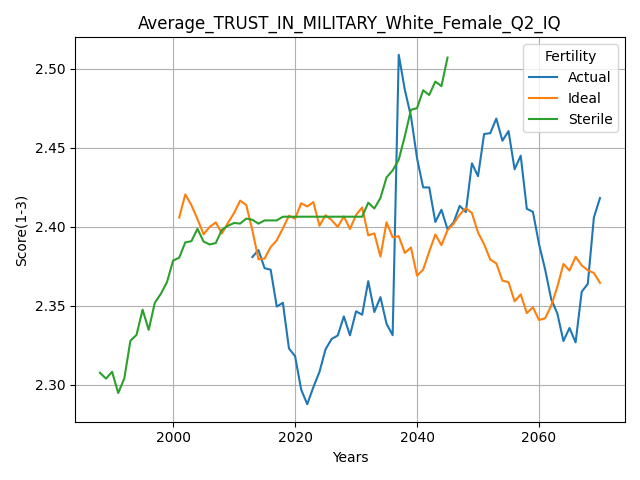 Average_TRUST_IN_MILITARY_White_Female_Q2_IQ
Fertility
Actual
Ideal
Sterile
Score(1-3)
2.50
2.45
2.40
2.35
2.30
2000
2020
2040
2060
Years